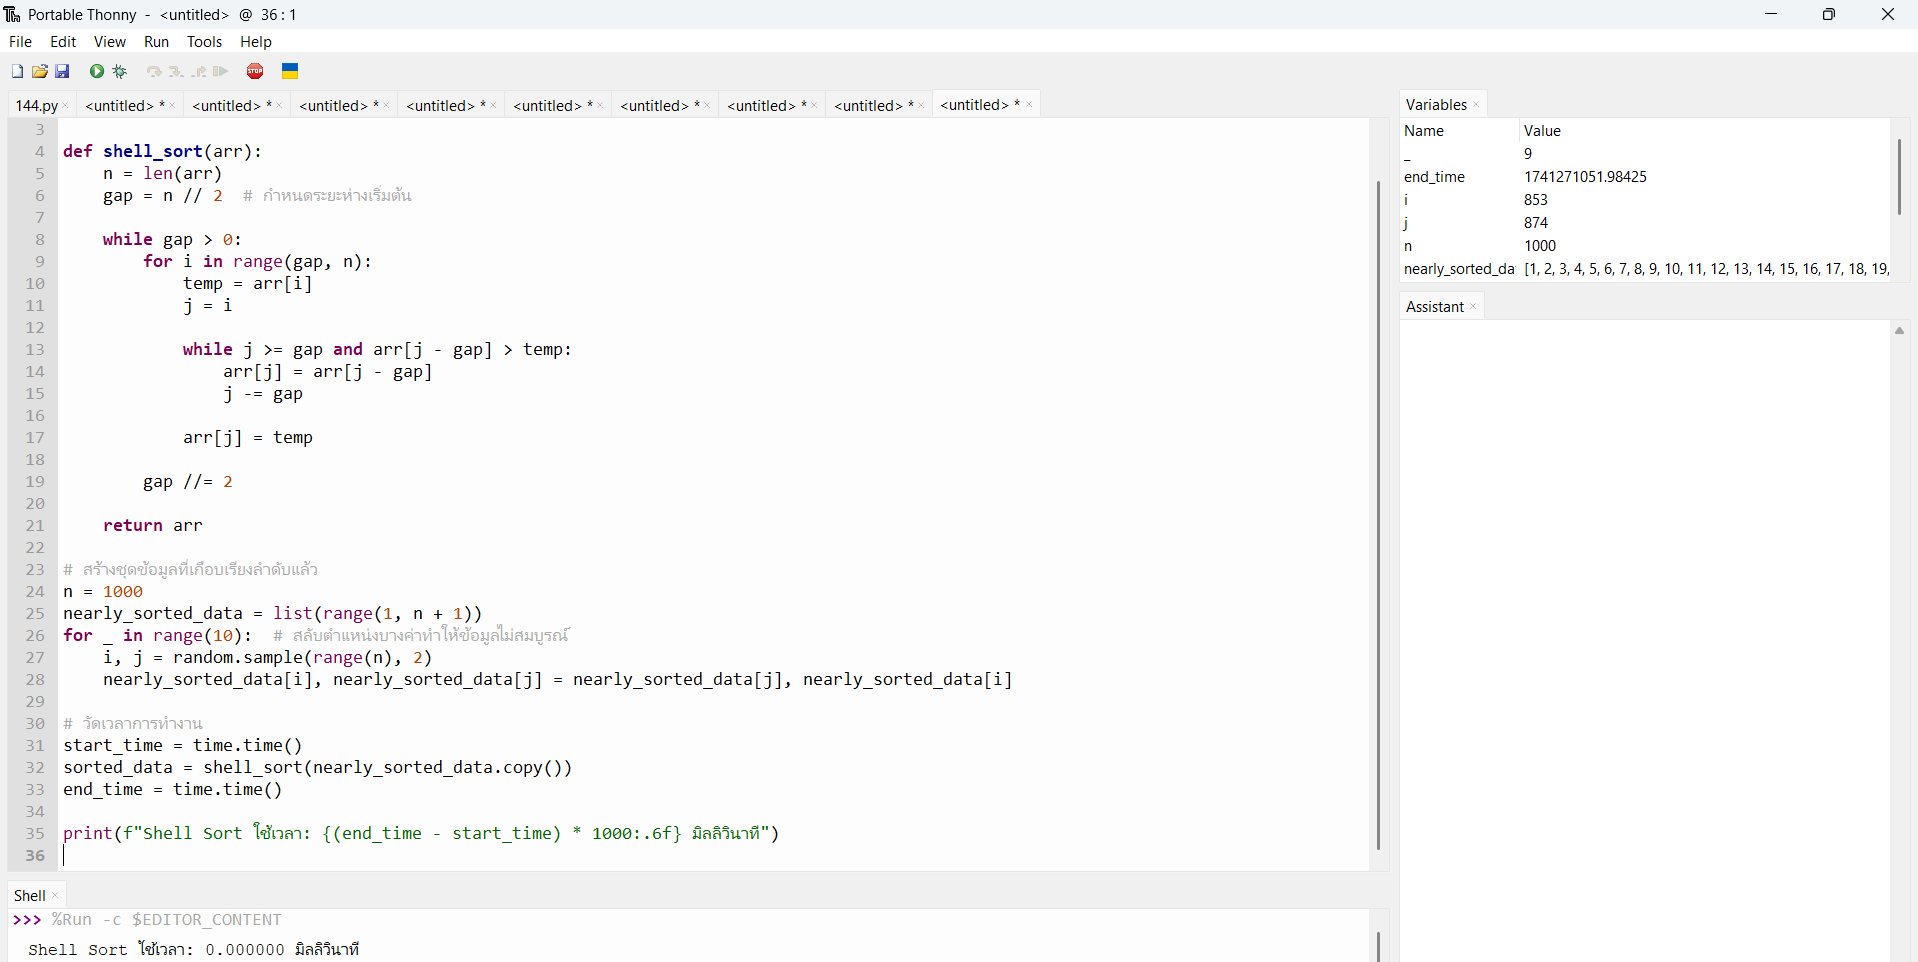 Portable Thonny - <untitled> @ 36 : 1
File Edit View Run Tools Help
144.py × <untitled> * × <untitled> * × <untitled> * × <untitled> * × <untitled> * × <untitled> * × <untitled> * × <untitled> * × <untitled> * ×
3
4 def shell_sort(arr):
5     n = len(arr)
6     gap = n // 2  # กำหนดระยะห่างเริ่มต้น
7
8     while gap > 0:
9         for i in range(gap, n):
10             temp = arr[i]
11             j = i
12
13             while j >= gap and arr[j - gap] > temp:
14                 arr[j] = arr[j - gap]
15                 j -= gap
16
17             arr[j] = temp
18
19         gap //= 2
20
21     return arr
22
23 # สร้างชุดข้อมูลที่เกือบเรียงลำดับแล้ว
24 n = 1000
25 nearly_sorted_data = list(range(1, n + 1))
26 for _ in range(10):  # สลับตำแหน่งบางค่าทำให้ข้อมูลไม่สมบูรณ์
27     i, j = random.sample(range(n), 2)
28     nearly_sorted_data[i], nearly_sorted_data[j] = nearly_sorted_data[j], nearly_sorted_data[i]
29
30 # วัดเวลาการทำงาน
31 start_time = time.time()
32 sorted_data = shell_sort(nearly_sorted_data.copy())
33 end_time = time.time()
34
35 print(f"Shell Sort ใช้เวลา: {(end_time - start_time) * 1000:.6f} มิลลิวินาที")
36
Shell ×
>>> %Run -c $EDITOR_CONTENT
Shell Sort ใช้เวลา: 0.000000 มิลลิวินาที
Variables ×
Name Value
_ 9
end_time 1741271051.98425
i 853
j 874
n 1000
nearly_sorted_da [1, 2, 3, 4, 5, 6, 7, 8, 9, 10, 11, 12, 13, 14, 15, 16, 17, 18, 19,
Assistant ×
STOP